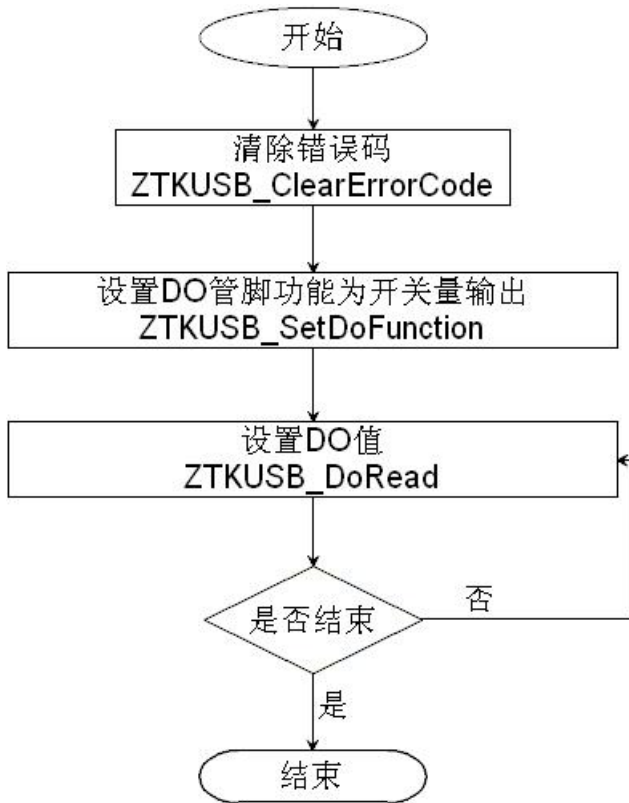 开始
清除错误码
ZTKUSB_ClearErrorCode
设置DO管脚功能为开关量输出
ZTKUSB_SetDoFunction
设置DO值
ZTKUSB_DoRead
是否结束
否
是
结束